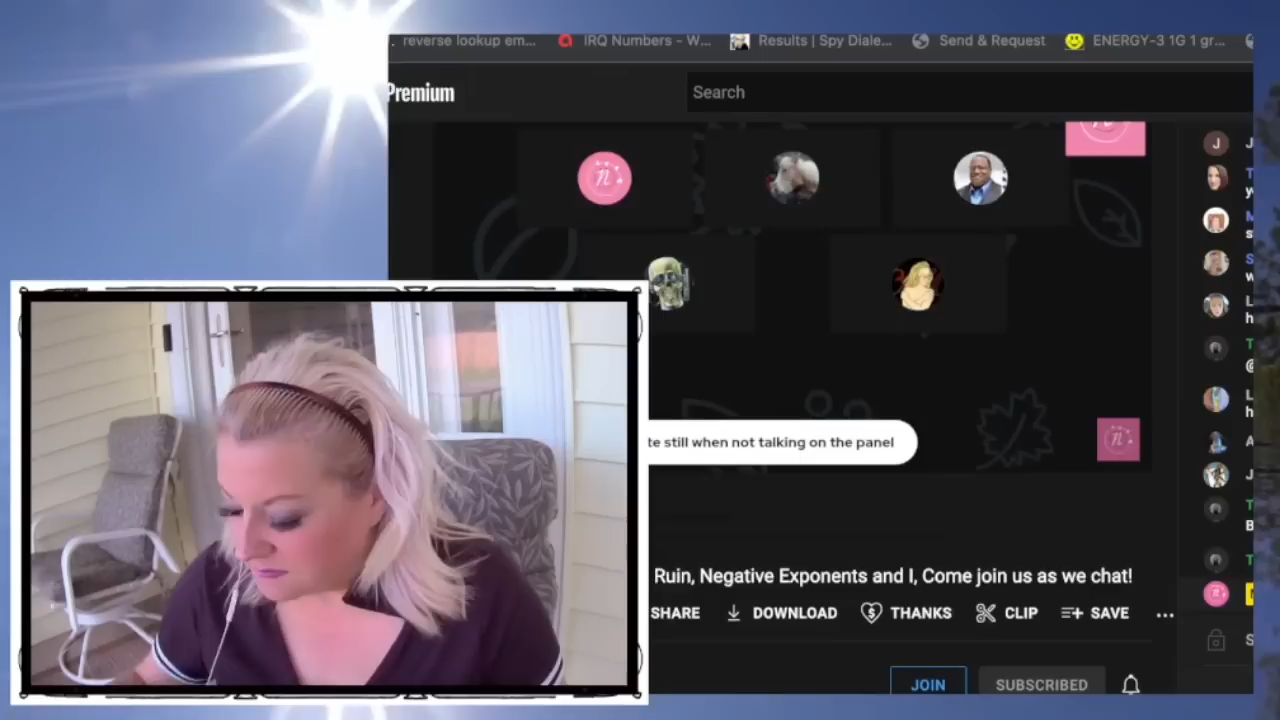 reverse lookup em...
IRQ Numbers - W...
Results | Spy Diale...
Send & Request
ENERGY-3 1G 1 gr...
Premium
Search
n
n
J
J
T
y
M
s
S
w
L
h
T
@
L
h
A
J
T
B
T
n
S
te still when not talking on the panel
n
Ruin, Negative Exponents and I, Come join us as we chat!
SHARE
DOWNLOAD
THANKS
CLIP
SAVE
...
JOIN
SUBSCRIBED